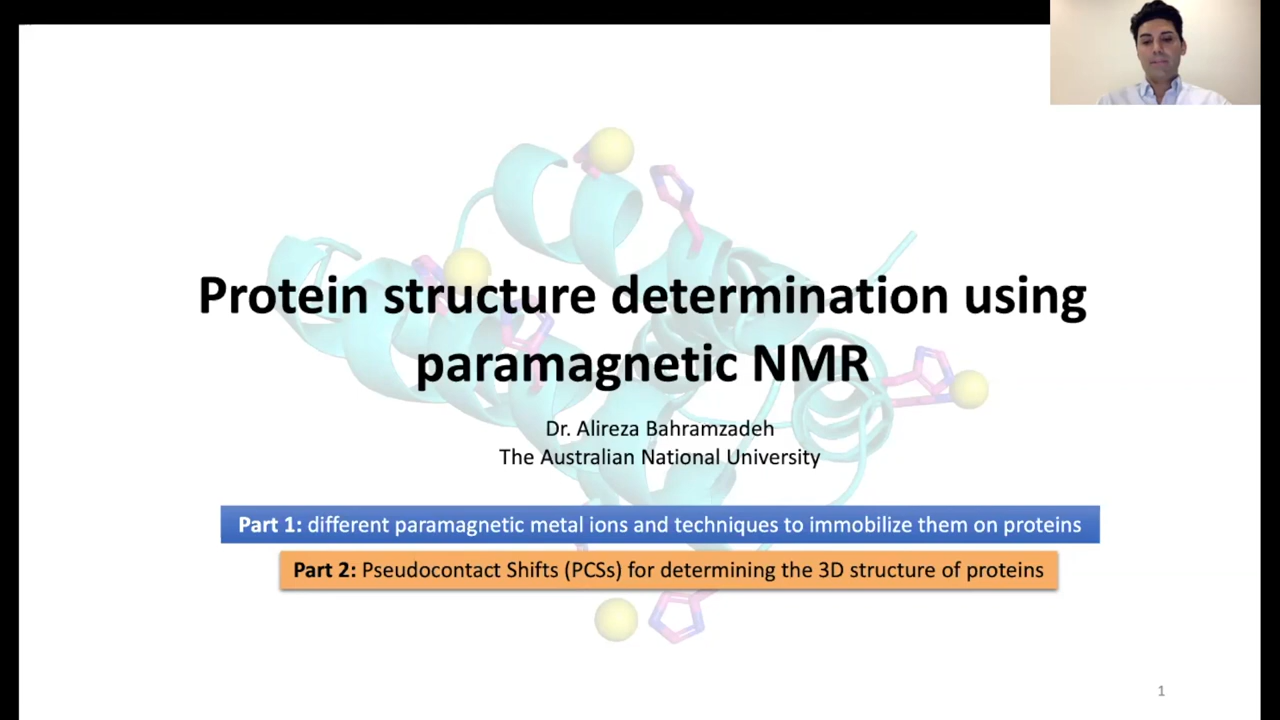 Protein structure determination using
paramagnetic NMR
Dr. Alireza Bahramzadeh
The Australian National University
Part 1: different paramagnetic metal ions and techniques to immobilize them on proteins
Part 2: Pseudocontact Shifts (PCSs) for determining the 3D structure of proteins
1